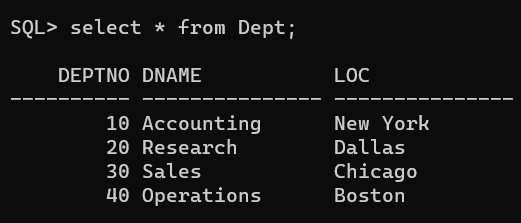 SQL> select * from Dept;
DEPTNO DNAME LOC
---------- --------------- ---------------
10 Accounting New York
20 Research Dallas
30 Sales Chicago
40 Operations Boston